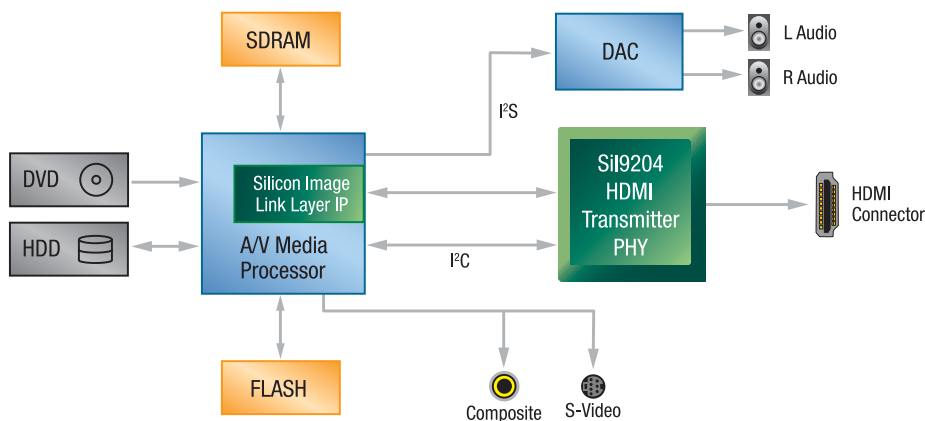 SDRAM
DAC
L Audio
R Audio
I²S
DVD
HDD
Silicon Image
Link Layer IP
A/V Media
Processor
SiI9204
HDMI
Transmitter
PHY
HDMI
Connector
I²C
FLASH
Composite
S-Video